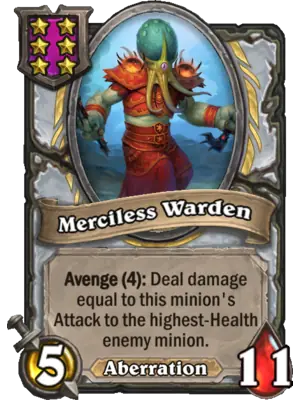 Merciless Warden
Avenge (4): Deal damage
equal to this minion's
Attack to the highest-Health
enemy minion.
5
Aberration
11